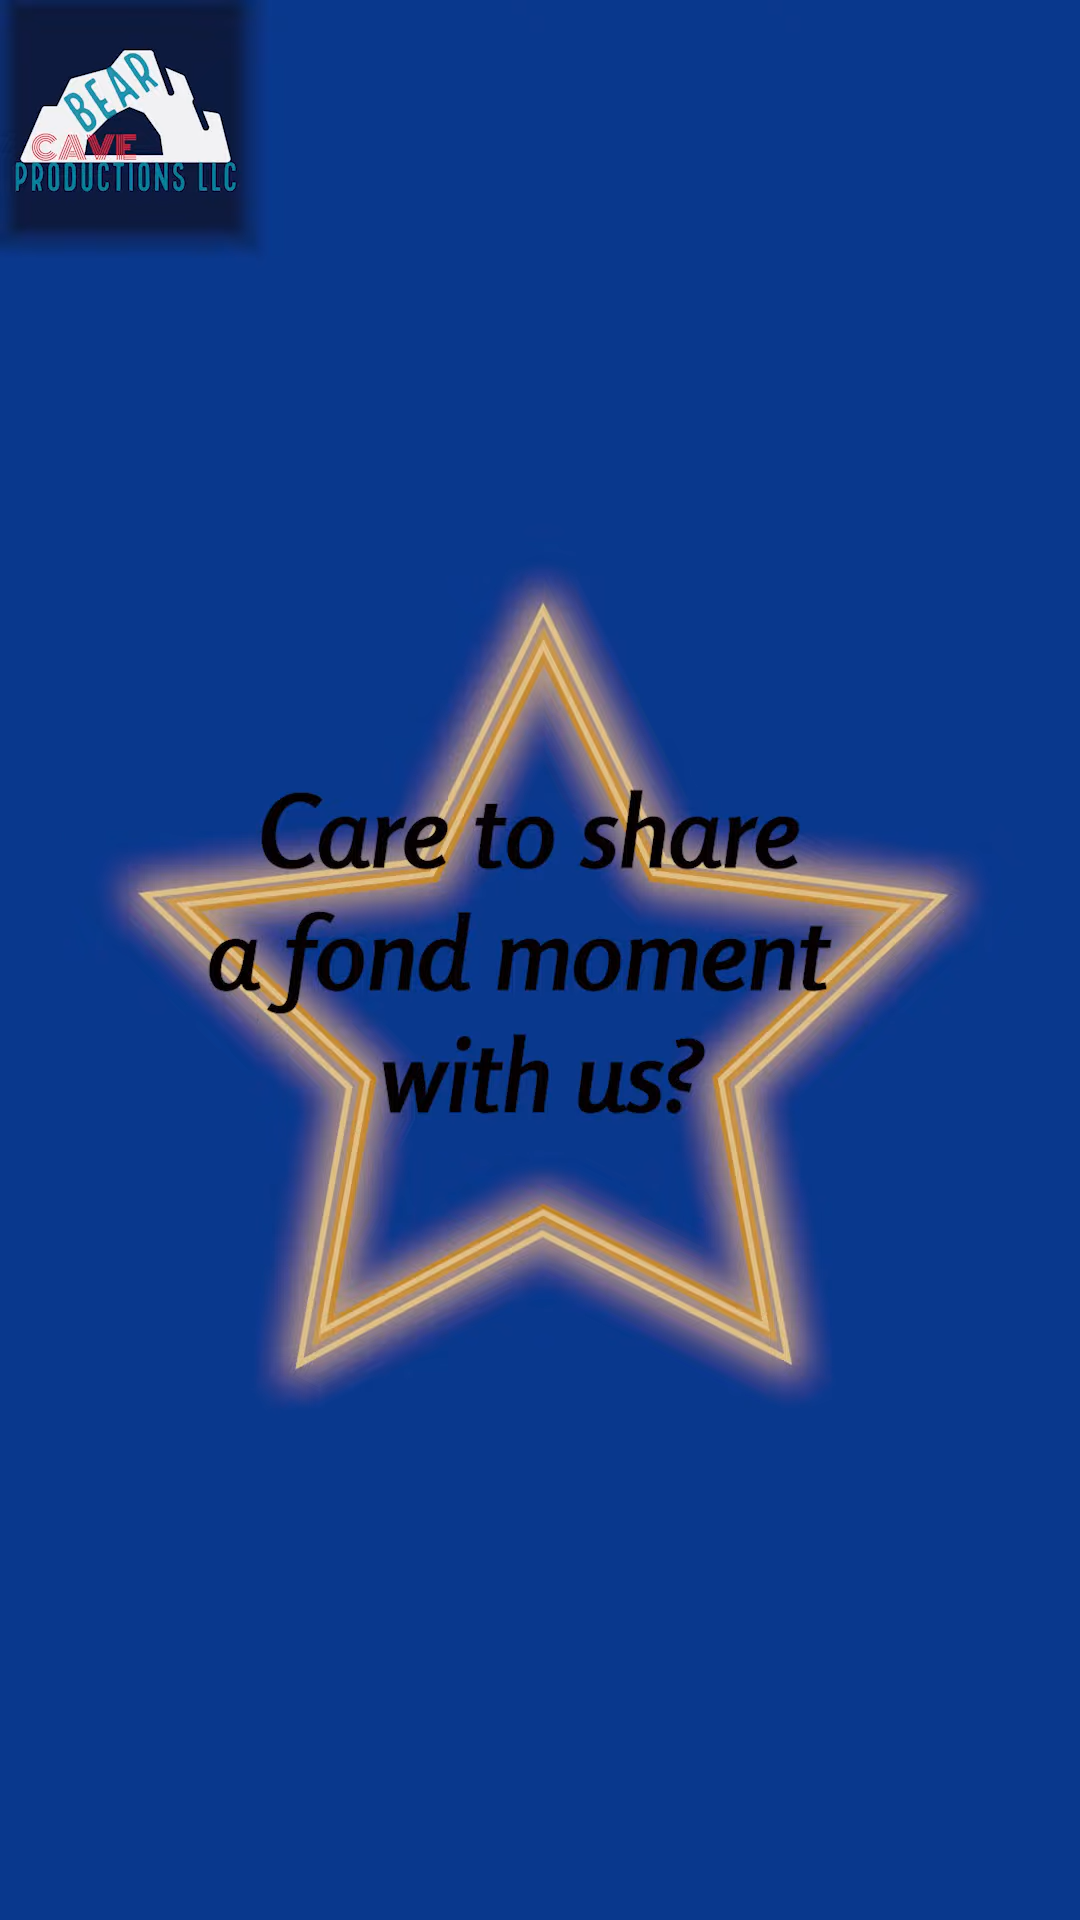 BEAR
CAVE
PRODUCTIONS LLC
Care to share
a fond moment
with us?